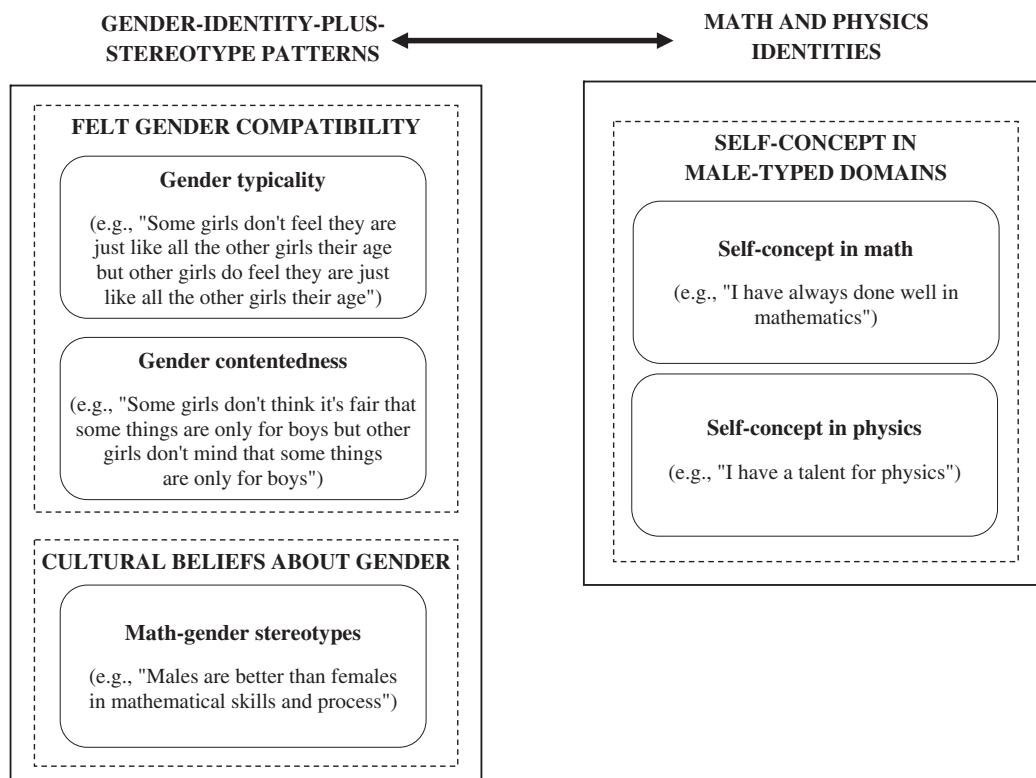 GENDER-IDENTITY-PLUS-
STEREOTYPE PATTERNS
MATH AND PHYSICS
IDENTITIES
FELT GENDER COMPATIBILITY
Gender typicality
(e.g., "Some girls don't feel they are
just like all the other girls their age
but other girls do feel they are just
like all the other girls their age")
Gender contentedness
(e.g., "Some girls don't think it's fair that
some things are only for boys but other
girls don't mind that some things
are only for boys")
CULTURAL BELIEFS ABOUT GENDER
Math-gender stereotypes
(e.g., "Males are better than females
in mathematical skills and process")
SELF-CONCEPT IN
MALE-TYPED DOMAINS
Self-concept in math
(e.g., "I have always done well in
mathematics")
Self-concept in physics
(e.g., "I have a talent for physics")